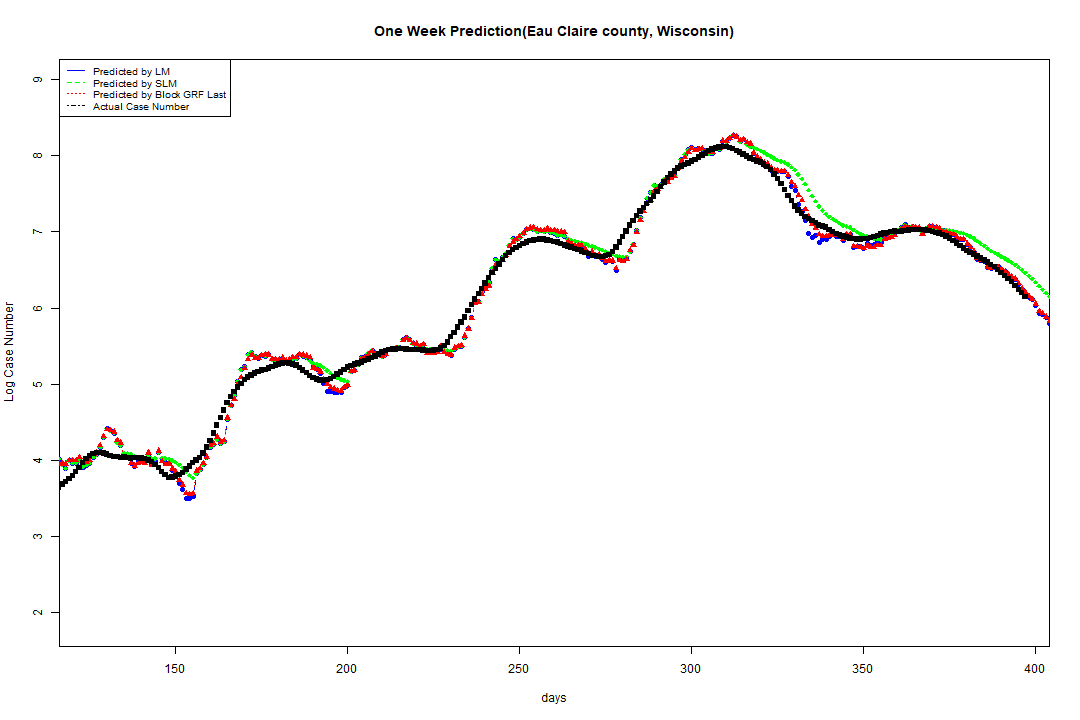 One Week Prediction(Eau Claire county, Wisconsin)
Predicted by LM
Predicted by SLM
Predicted by Block GRF Last
Actual Case Number
9
8
7
6
5
4
3
2
Log Case Number
150 200 250 300 350 400
days